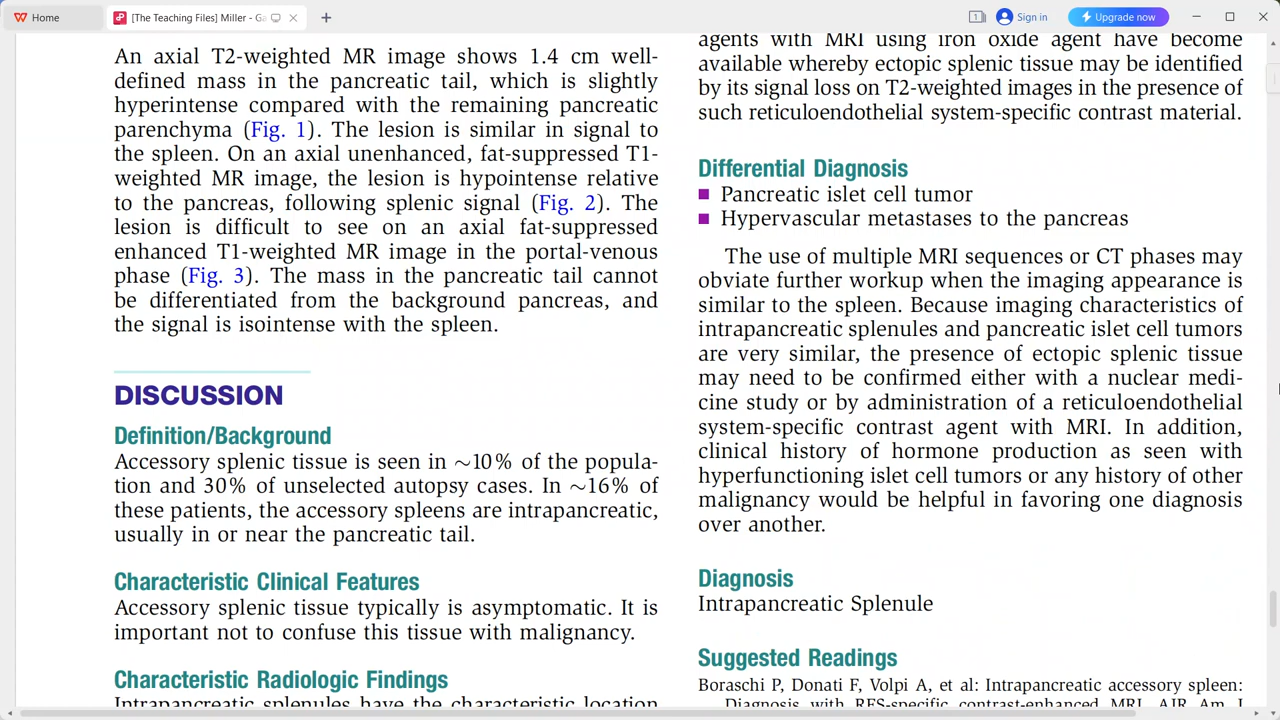 Home
[The Teaching Files] Miller - Ga
Sign in
Upgrade now
An axial T2-weighted MR image shows 1.4 cm well-
defined mass in the pancreatic tail, which is slightly
hyperintense compared with the remaining pancreatic
parenchyma (Fig. 1). The lesion is similar in signal to
the spleen. On an axial unenhanced, fat-suppressed T1-
weighted MR image, the lesion is hypointense relative
to the pancreas, following splenic signal (Fig. 2). The
lesion is difficult to see on an axial fat-suppressed
enhanced T1-weighted MR image in the portal-venous
phase (Fig. 3). The mass in the pancreatic tail cannot
be differentiated from the background pancreas, and
the signal is isointense with the spleen.
DISCUSSION
Definition/Background
Accessory splenic tissue is seen in ~10% of the popula-
tion and 30% of unselected autopsy cases. In ~16% of
these patients, the accessory spleens are intrapancreatic,
usually in or near the pancreatic tail.
Characteristic Clinical Features
Accessory splenic tissue typically is asymptomatic. It is
important not to confuse this tissue with malignancy.
Characteristic Radiologic Findings
Intrapancreatic splenules have the characteristic location
agents with MRI using iron oxide agent have become
available whereby ectopic splenic tissue may be identified
by its signal loss on T2-weighted images in the presence of
such reticuloendothelial system-specific contrast material.
Differential Diagnosis
■ Pancreatic islet cell tumor
■ Hypervascular metastases to the pancreas
The use of multiple MRI sequences or CT phases may
obviate further workup when the imaging appearance is
similar to the spleen. Because imaging characteristics of
intrapancreatic splenules and pancreatic islet cell tumors
are very similar, the presence of ectopic splenic tissue
may need to be confirmed either with a nuclear medi-
cine study or by administration of a reticuloendothelial
system-specific contrast agent with MRI. In addition,
clinical history of hormone production as seen with
hyperfunctioning islet cell tumors or any history of other
malignancy would be helpful in favoring one diagnosis
over another.
Diagnosis
Intrapancreatic Splenule
Suggested Readings
Boraschi P, Donati F, Volpi A, et al: Intrapancreatic accessory spleen:
Diagnosis with RES-specific contrast-enhanced MRI. AJR Am J